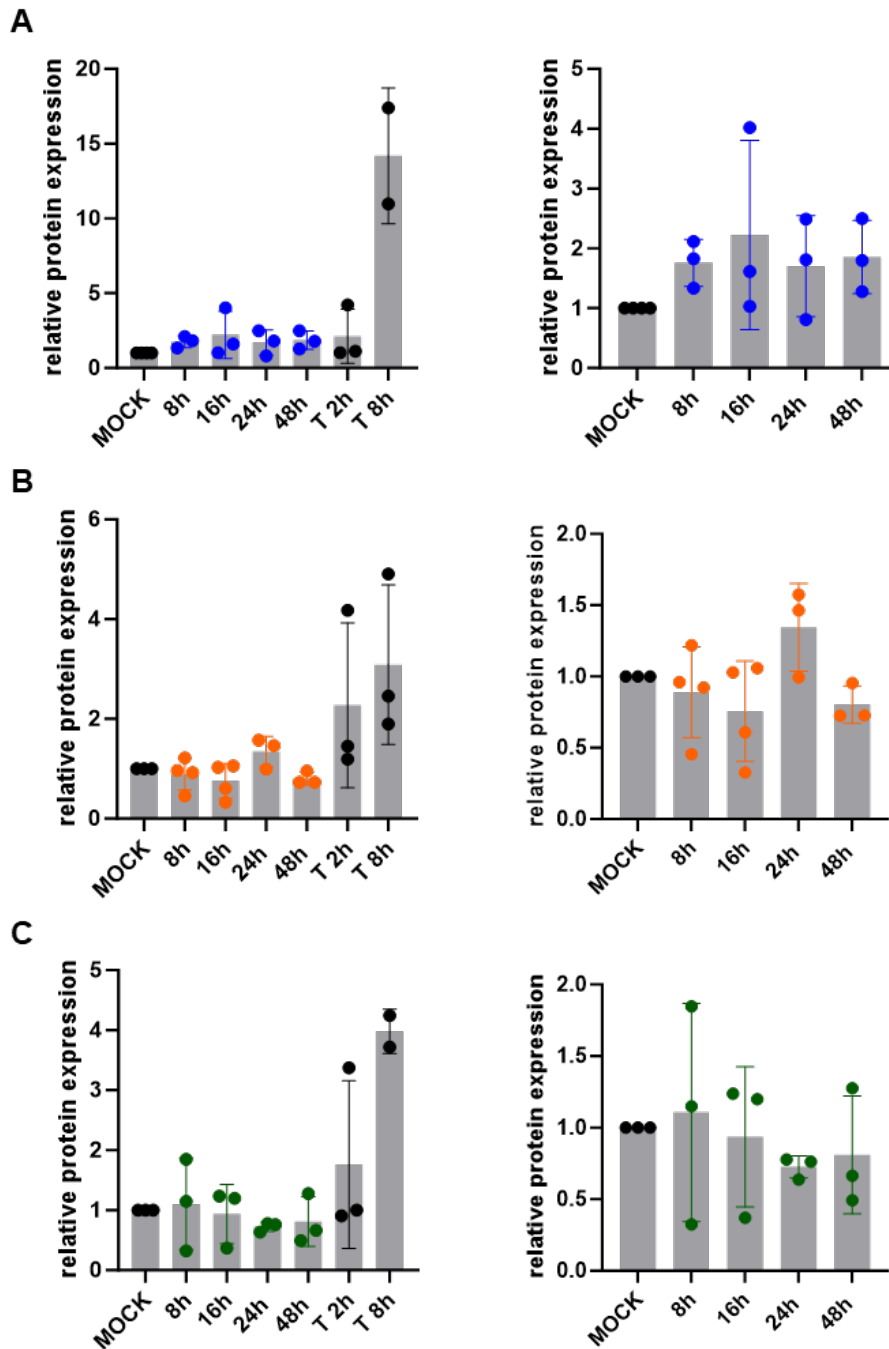 A
relative protein expression
20
15
10
5
0
MOCK
8h
16h
24h
48h
T 2h
T 8h
relative protein expression
5
4
3
2
1
0
MOCK
8h
16h
24h
48h
B
relative protein expression
6
4
2
0
MOCK
8h
16h
24h
48h
T 2h
T 8h
relative protein expression
2.0
1.5
1.0
0.5
0.0
MOCK
8h
16h
24h
48h
C
relative protein expression
5
4
3
2
1
0
MOCK
8h
16h
24h
48h
T 2h
T 8h
relative protein expression
2.0
1.5
1.0
0.5
0.0
MOCK
8h
16h
24h
48h